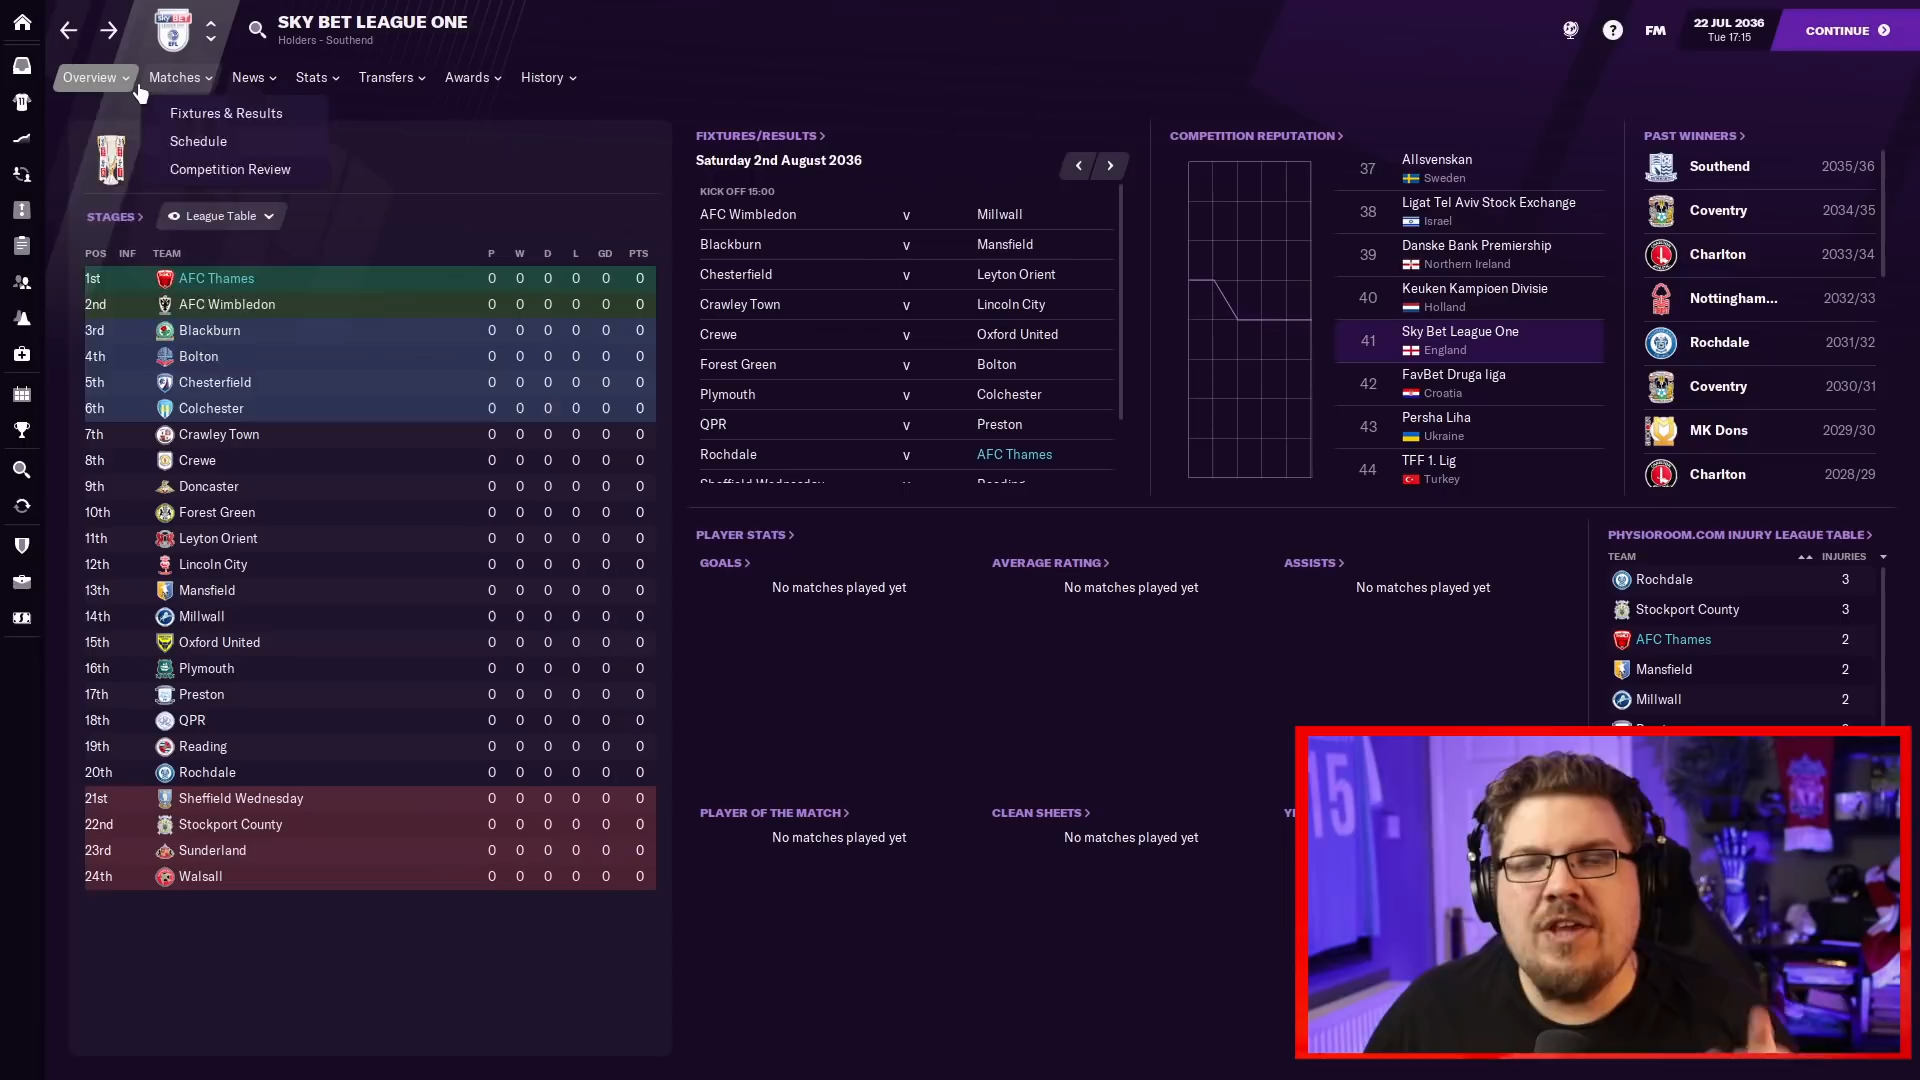 SKY BET LEAGUE ONE
Holders - Southend
FM
22 JUL 2036
Tue 17:15
CONTINUE
Overview
Matches
News
Stats
Transfers
Awards
History
Fixtures & Results
Schedule
Competition Review
STAGES
League Table
POS INF TEAM P W D L GD PTS
1st AFC Thames 0 0 0 0 0 0
2nd AFC Wimbledon 0 0 0 0 0 0
3rd Blackburn 0 0 0 0 0 0
4th Bolton 0 0 0 0 0 0
5th Chesterfield 0 0 0 0 0 0
6th Colchester 0 0 0 0 0 0
7th Crawley Town 0 0 0 0 0 0
8th Crewe 0 0 0 0 0 0
9th Doncaster 0 0 0 0 0 0
10th Forest Green 0 0 0 0 0 0
11th Leyton Orient 0 0 0 0 0 0
12th Lincoln City 0 0 0 0 0 0
13th Mansfield 0 0 0 0 0 0
14th Millwall 0 0 0 0 0 0
15th Oxford United 0 0 0 0 0 0
16th Plymouth 0 0 0 0 0 0
17th Preston 0 0 0 0 0 0
18th QPR 0 0 0 0 0 0
19th Reading 0 0 0 0 0 0
20th Rochdale 0 0 0 0 0 0
21st Sheffield Wednesday 0 0 0 0 0 0
22nd Stockport County 0 0 0 0 0 0
23rd Sunderland 0 0 0 0 0 0
24th Walsall 0 0 0 0 0 0
FIXTURES/RESULTS
Saturday 2nd August 2036
KICK OFF 15:00
AFC Wimbledon v Millwall
Blackburn v Mansfield
Chesterfield v Leyton Orient
Crawley Town v Lincoln City
Crewe v Oxford United
Forest Green v Bolton
Plymouth v Colchester
QPR v Preston
Rochdale v AFC Thames
Sheffield Wednesday v Reading
COMPETITION REPUTATION
37 Allsvenskan
Sweden
38 Ligat Tel Aviv Stock Exchange
Israel
39 Danske Bank Premiership
Northern Ireland
40 Keuken Kampioen Divisie
Holland
41 Sky Bet League One
England
42 FavBet Druga liga
Croatia
43 Persha Liha
Ukraine
44 TFF 1. Lig
Turkey
PAST WINNERS
Southend 2035/36
Coventry 2034/35
Charlton 2033/34
Nottingham... 2032/33
Rochdale 2031/32
Coventry 2030/31
MK Dons 2029/30
Charlton 2028/29
PLAYER STATS
GOALS
No matches played yet
AVERAGE RATING
No matches played yet
ASSISTS
No matches played yet
PLAYER OF THE MATCH
No matches played yet
CLEAN SHEETS
No matches played yet
PHYSIOROOM.COM INJURY LEAGUE TABLE
TEAM INJURIES
Rochdale 3
Stockport County 3
AFC Thames 2
Mansfield 2
Millwall 2
15